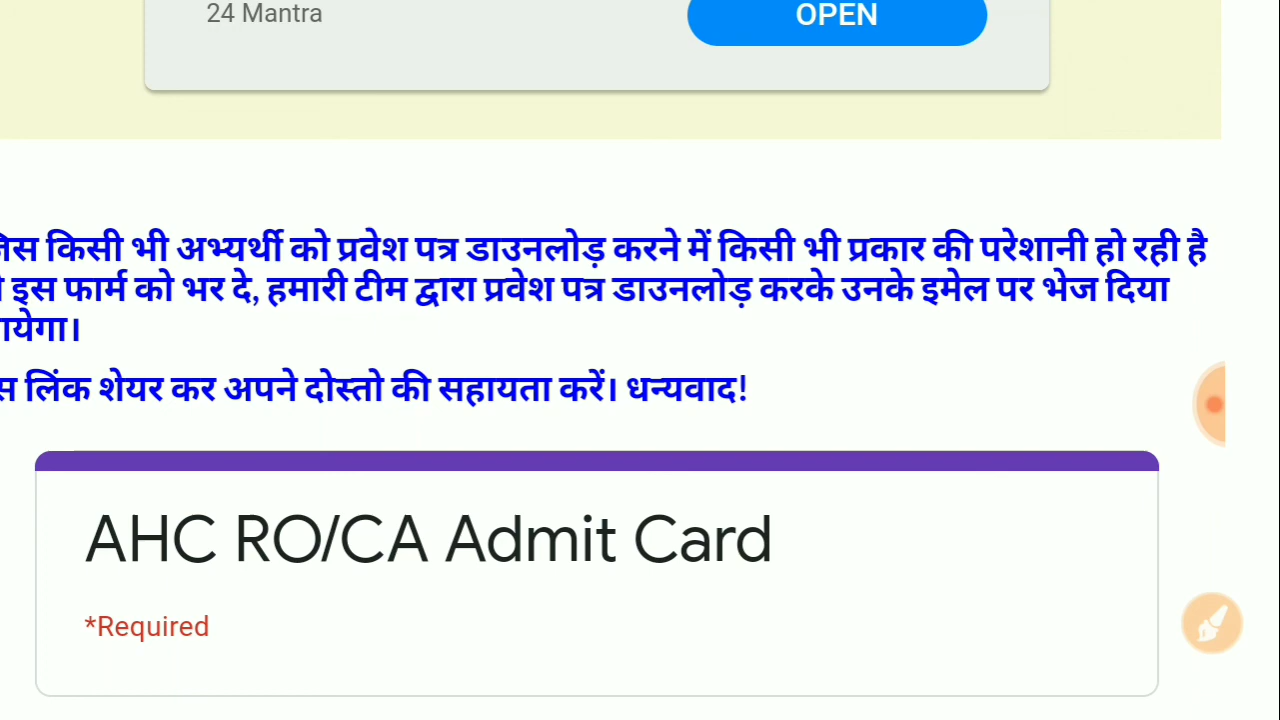 24 Mantra
OPEN
किसी भी अभ्यर्थी को प्रवेश पत्र डाउनलोड़ करने में किसी भी प्रकार की परेशानी हो रही है
इस फार्म को भर दे, हमारी टीम द्वारा प्रवेश पत्र डाउनलोड़ करके उनके इमेल पर भेज दिया
लिंक शेयर कर अपने दोस्तो की सहायता करें। धन्यवाद!
AHC RO/CA Admit Card
*Required